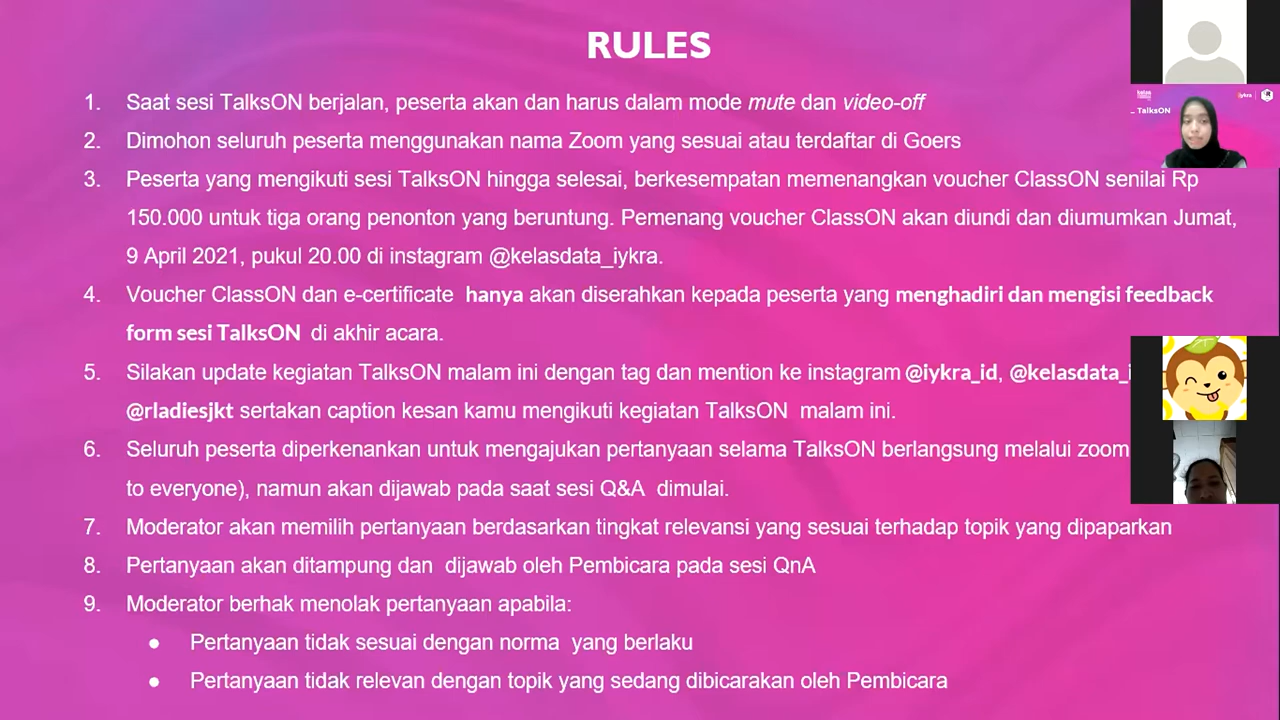 RULES
1. Saat sesi TalksON berjalan, peserta akan dan harus dalam mode mute dan video-off
2. Dimohon seluruh peserta menggunakan nama Zoom yang sesuai atau terdaftar di Goers
3. Peserta yang mengikuti sesi TalksON hingga selesai, berkesempatan memenangkan voucher ClassON senilai Rp
150.000 untuk tiga orang penonton yang beruntung. Pemenang voucher ClassON akan diundi dan diumumkan Jumat,
9 April 2021, pukul 20.00 di instagram @kelasdata_iykra.
4. Voucher ClassON dan e-certificate hanya akan diserahkan kepada peserta yang menghadiri dan mengisi feedback
form sesi TalksON di akhir acara.
5. Silakan update kegiatan TalksON malam ini dengan tag dan mention ke instagram @iykra_id, @kelasdata_i
@rladiesjkt sertakan caption kesan kamu mengikuti kegiatan TalksON malam ini.
6. Seluruh peserta diperkenankan untuk mengajukan pertanyaan selama TalksON berlangsung melalui zoom
to everyone), namun akan dijawab pada saat sesi Q&A dimulai.
7. Moderator akan memilih pertanyaan berdasarkan tingkat relevansi yang sesuai terhadap topik yang dipaparkan
8. Pertanyaan akan ditampung dan dijawab oleh Pembicara pada sesi QnA
9. Moderator berhak menolak pertanyaan apabila:
● Pertanyaan tidak sesuai dengan norma yang berlaku
● Pertanyaan tidak relevan dengan topik yang sedang dibicarakan oleh Pembicara
iykra
TalksON